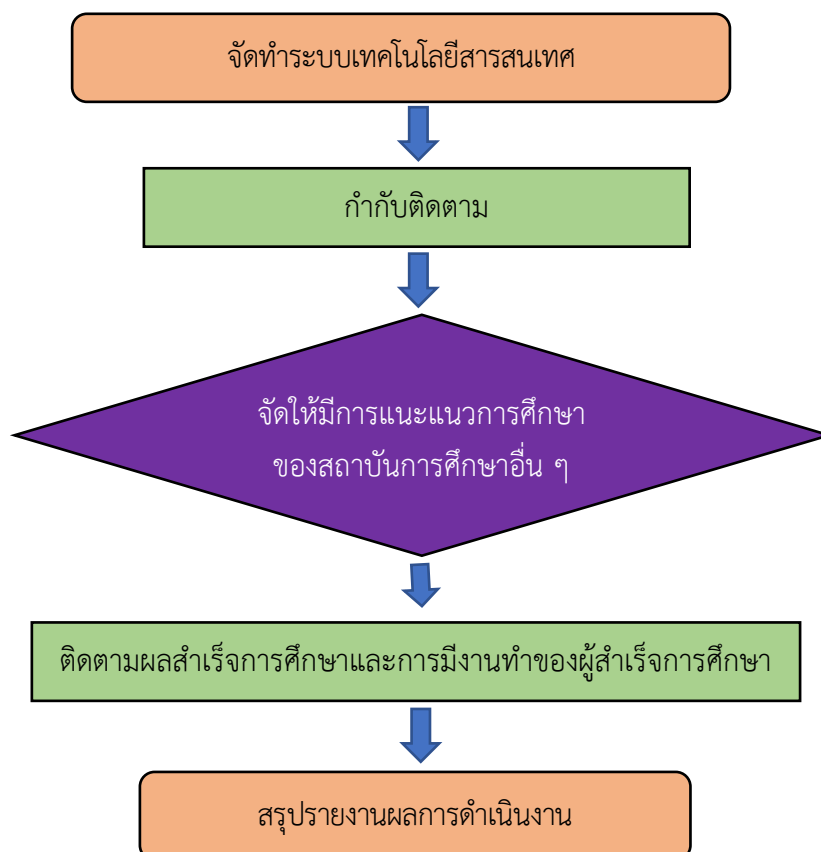 จัดทำระบบเทคโนโลยีสารสนเทศ
กำกับติดตาม
จัดให้มีการแนะแนวการศึกษา
ของสถาบันการศึกษาอื่น ๆ
ติดตามผลสำเร็จการศึกษาและการมีงานทำของผู้สำเร็จการศึกษา
สรุปรายงานผลการดำเนินงาน